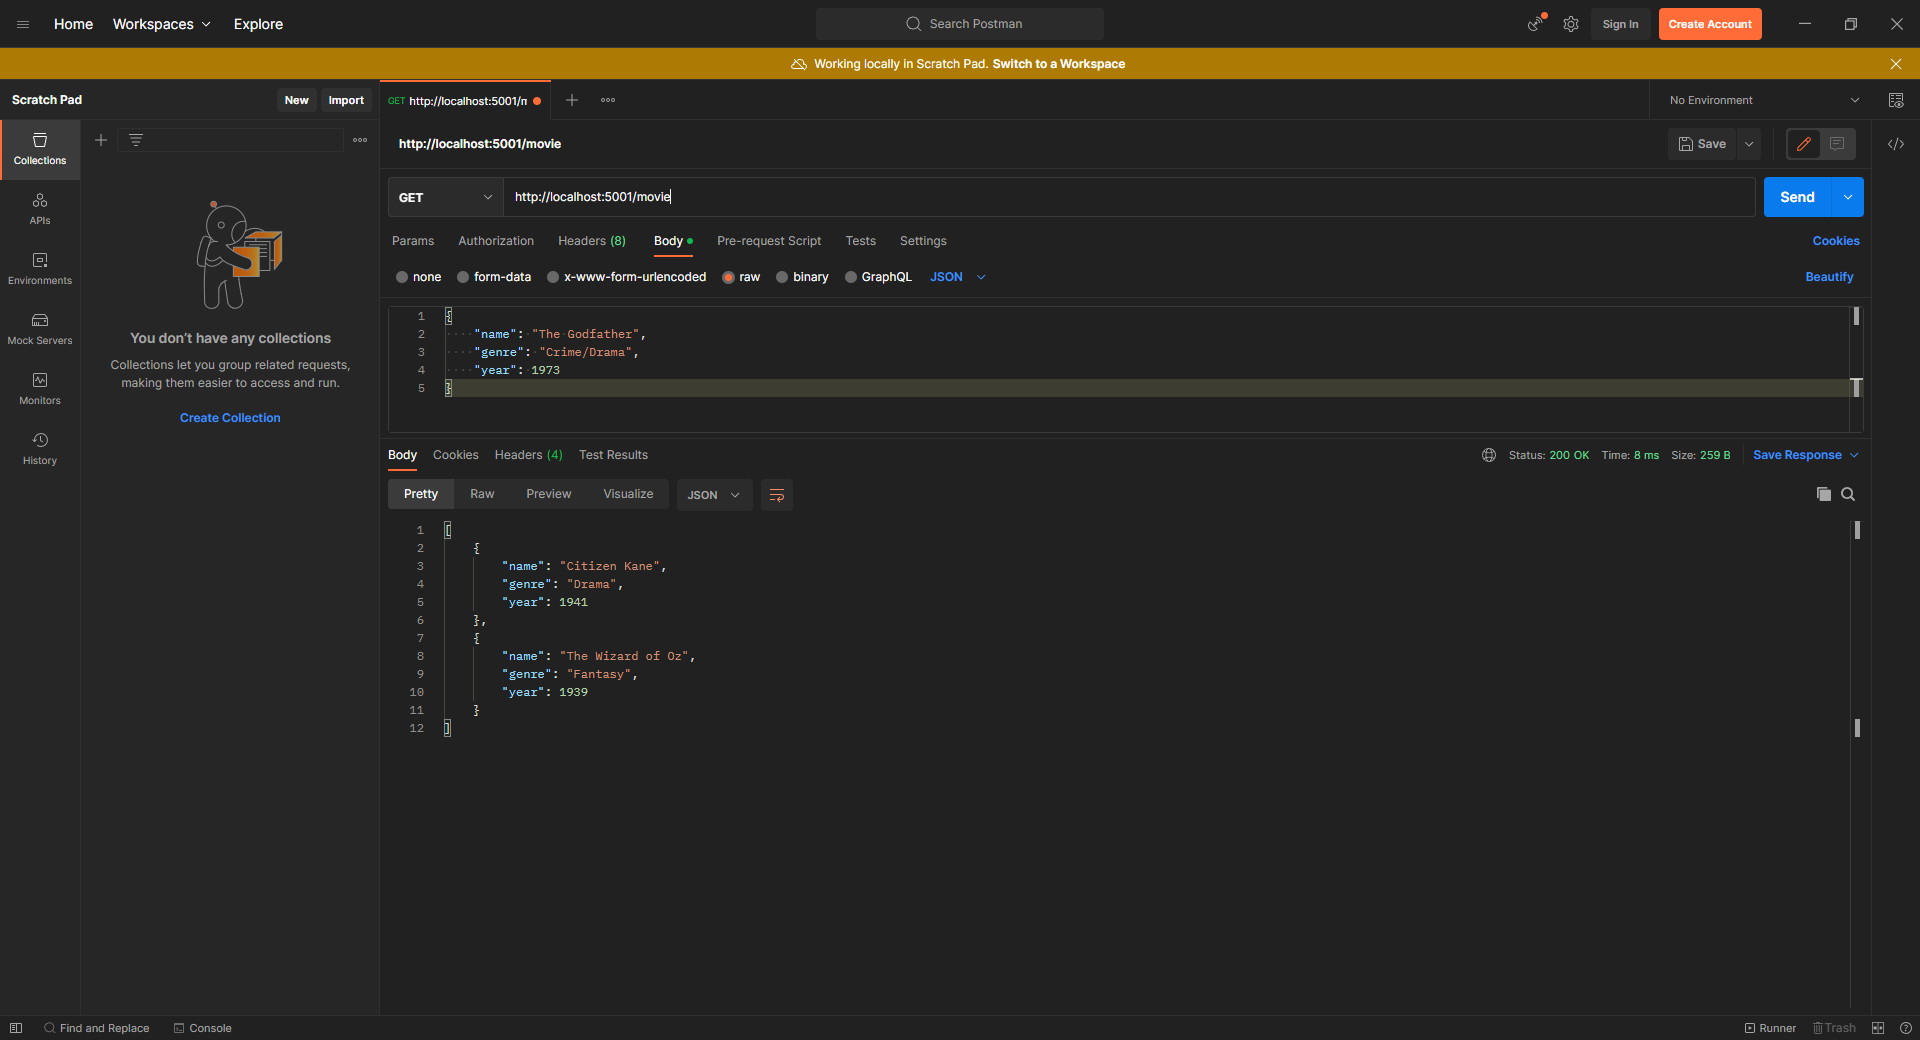 Home Workspaces Explore Search Postman Sign In Create Account
Working locally in Scratch Pad. Switch to a Workspace
Scratch Pad New Import GET http://localhost:5001/m No Environment
http://localhost:5001/movie Save
Collections
GET http://localhost:5001/movie Send
APIs
Params Authorization Headers (8) Body Pre-request Script Tests Settings Cookies
Environments
none form-data x-www-form-urlencoded raw binary GraphQL JSON Beautify
Mock Servers
Monitors
History
You don't have any collections
Collections let you group related requests,
making them easier to access and run.
Create Collection
1 {
2 "name": "The Godfather",
3 "genre": "Crime/Drama",
4 "year": 1973
5 }
Body Cookies Headers (4) Test Results Status: 200 OK Time: 8 ms Size: 259 B Save Response
Pretty Raw Preview Visualize JSON
1 [
2 {
3 "name": "Citizen Kane",
4 "genre": "Drama",
5 "year": 1941
6 },
7 {
8 "name": "The Wizard of Oz",
9 "genre": "Fantasy",
10 "year": 1939
11 }
12 ]
Find and Replace Console Runner Trash